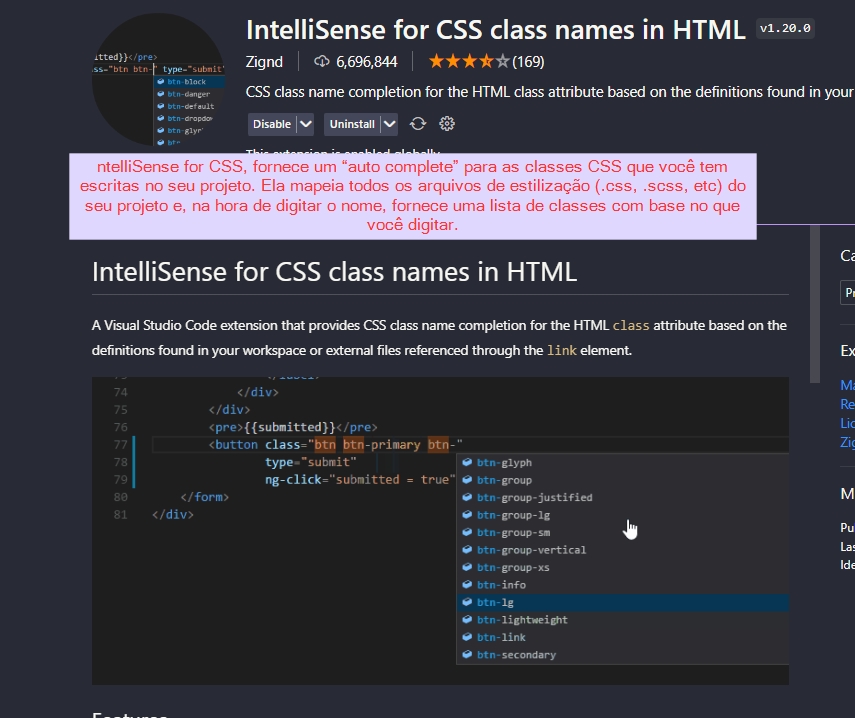 IntelliSense for CSS class names in HTML v1.20.0
itted}}</pre>
ass="btn btn-" type="submit"
btn-block
btn-danger
btn-default
Zignd 6,696,844 (169)
CSS class name completion for the HTML class attribute based on the definitions found in your
Disable Uninstall
This extension is enabled globally
ntelliSense for CSS, fornece um “auto complete” para as classes CSS que você tem
escritas no seu projeto. Ela mapeia todos os arquivos de estilização (.css, .scss, etc) do
seu projeto e, na hora de digitar o nome, fornece uma lista de classes com base no que
você digitar.
IntelliSense for CSS class names in HTML
A Visual Studio Code extension that provides CSS class name completion for the HTML class attribute based on the
definitions found in your workspace or external files referenced through the link element.
74 </div>
75 </div>
76 <pre>{{submitted}}</pre>
77 <button class="btn btn-primary btn-"
78 type="submit"
79 ng-click="submitted = true"
80 </form>
81 </div>
btn-glyph
btn-group
btn-group-justified
btn-group-lg
btn-group-sm
btn-group-vertical
btn-group-xs
btn-info
btn-lg
btn-lightweight
btn-link
btn-secondary
Features
Ca
Pr
Ex
Ma
Re
Lic
Zig
M
Pu
Las
Ide